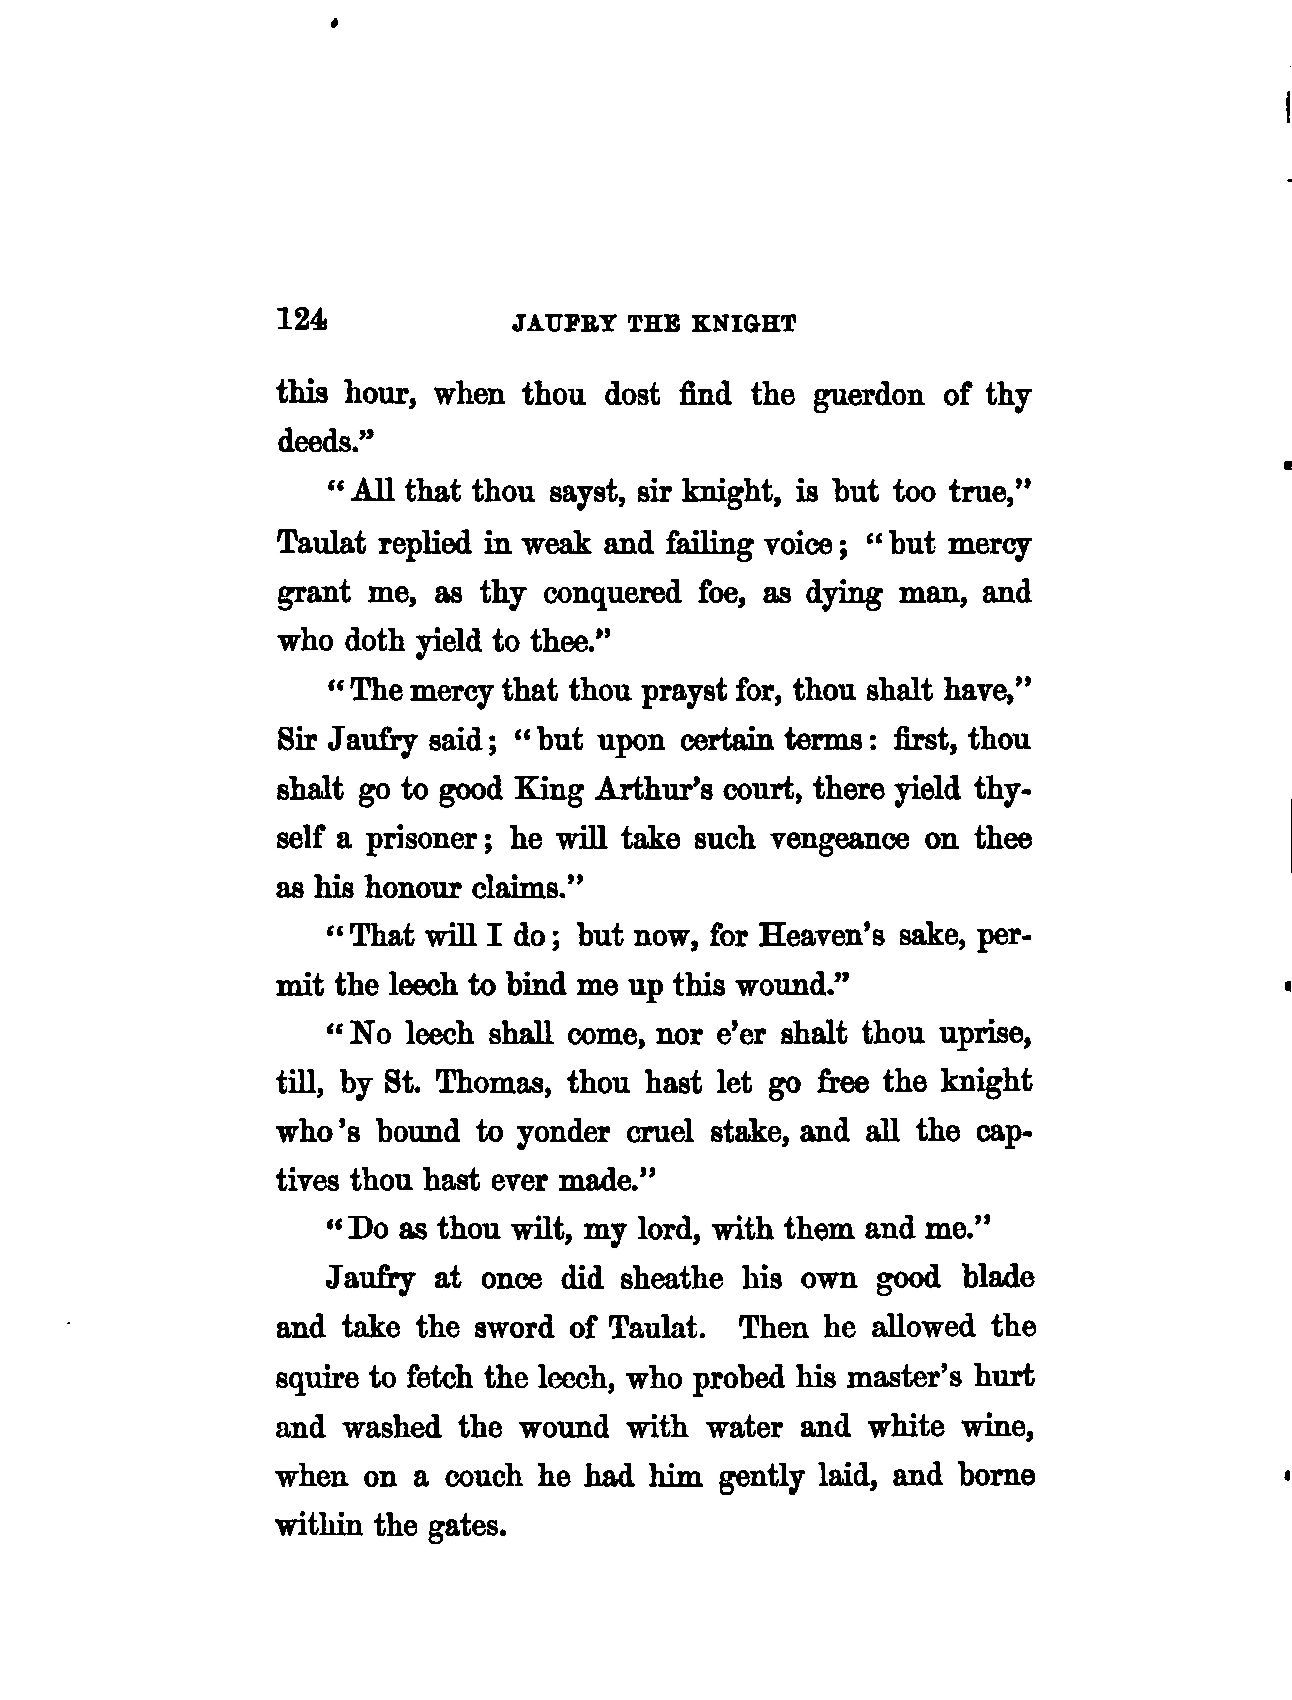 124 JAUFRY THE KNIGHT
this hour, when thou dost find the guerdon of thy
deeds.”
“All that thou sayst, sir knight, is but too true,”
Taulat replied in weak and failing voice; “but mercy
grant me, as thy conquered foe, as dying man, and
who doth yield to thee.”
“The mercy that thou prayst for, thou shalt have,”
Sir Jaufry said; “but upon certain terms: first, thou
shalt go to good King Arthur’s court, there yield thy-
self a prisoner; he will take such vengeance on thee
as his honour claims.”
“That will I do; but now, for Heaven’s sake, per-
mit the leech to bind me up this wound.”
“No leech shall come, nor e’er shalt thou uprise,
till, by St. Thomas, thou hast let go free the knight
who’s bound to yonder cruel stake, and all the cap-
tives thou hast ever made.”
“Do as thou wilt, my lord, with them and me.”
Jaufry at once did sheathe his own good blade
and take the sword of Taulat. Then he allowed the
squire to fetch the leech, who probed his master’s hurt
and washed the wound with water and white wine,
when on a couch he had him gently laid, and borne
within the gates.